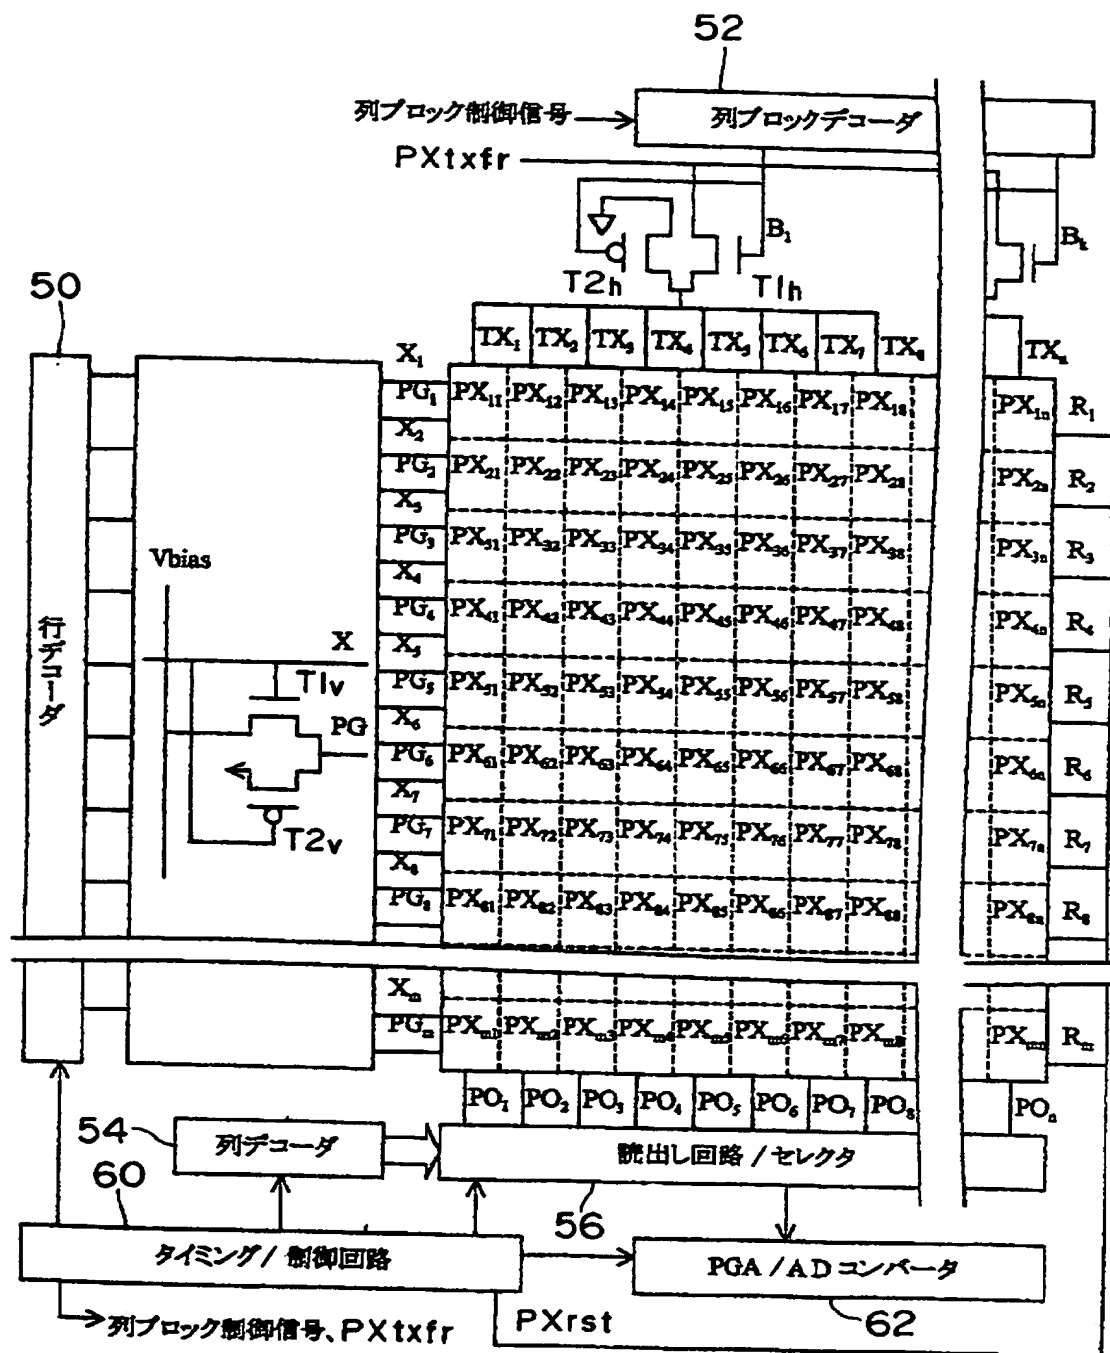 52
列ブロック制御信号
列ブロックデコーダ
PXtxfr
B₁
Bₖ
T2h
T1h
50
TX₁ TX₂ TX₃ TX₄ TX₅ TX₆ TX₇ TX₈ TXₙ
X₁
PG₁ PX₁₁ PX₁₂ PX₁₃ PX₁₄ PX₁₅ PX₁₆ PX₁₇ PX₁₈ PX₁ₙ R₁
X₂
PG₂ PX₂₁ PX₂₂ PX₂₃ PX₂₄ PX₂₅ PX₂₆ PX₂₇ PX₂₈ PX₂ₙ R₂
X₃
PG₃ PX₃₁ PX₃₂ PX₃₃ PX₃₄ PX₃₅ PX₃₆ PX₃₇ PX₃₈ PX₃ₙ R₃
X₄
PG₄ PX₄₁ PX₄₂ PX₄₃ PX₄₄ PX₄₅ PX₄₆ PX₄₇ PX₄₈ PX₄ₙ R₄
X₅
PG₅ PX₅₁ PX₅₂ PX₅₃ PX₅₄ PX₅₅ PX₅₆ PX₅₇ PX₅₈ PX₅ₙ R₅
X₆
PG₆ PX₆₁ PX₆₂ PX₆₃ PX₆₄ PX₆₅ PX₆₆ PX₆₇ PX₆₈ PX₆ₙ R₆
X₇
PG₇ PX₇₁ PX₇₂ PX₇₃ PX₇₄ PX₇₅ PX₇₆ PX₇₇ PX₇₈ PX₇ₙ R₇
X₈
PG₈ PX₈₁ PX₈₂ PX₈₃ PX₈₄ PX₈₅ PX₈₆ PX₈₇ PX₈₈ PX₈ₙ R₈
Xₘ
PGₘ PXₘ₁ PXₘ₂ PXₘ₃ PXₘ₄ PXₘ₅ PXₘ₆ PXₘ₇ PXₘ₈ PXₘₙ Rₘ
Vbias
行デコーダ
X
T1v
PG
T2v
PO₁ PO₂ PO₃ PO₄ PO₅ PO₆ PO₇ PO₈ POₙ
54
列デコーダ
読出し回路 / セレクタ
60
56
タイミング / 制御回路
PGA / AD コンバータ
62
列ブロック制御信号、PXtxfr
PXrst